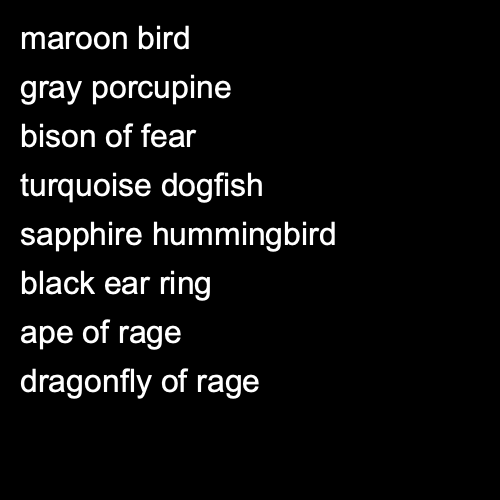 maroon bird
gray porcupine
bison of fear
turquoise dogfish
sapphire hummingbird
black ear ring
ape of rage
dragonfly of rage